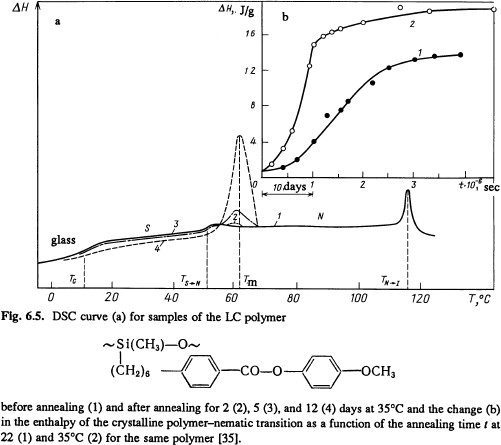 ΔH
a
ΔH₁, J/g
b
16
12
8
4
0
2
1
10 days
1
2
3
t·10⁻⁶, sec
glass
S
3
4
2
1
N
T_G
T_S→N
T_m
T_N→I
0
20
40
60
80
100
120
T,°C
Fig. 6.5. DSC curve (a) for samples of the LC polymer
~Si(CH₃)—O~
(CH₂)₆
CO—O
OCH₃
before annealing (1) and after annealing for 2 (2), 5 (3), and 12 (4) days at 35°C and the change (b)
in the enthalpy of the crystalline polymer–nematic transition as a function of the annealing time t at
22 (1) and 35°C (2) for the same polymer [35].